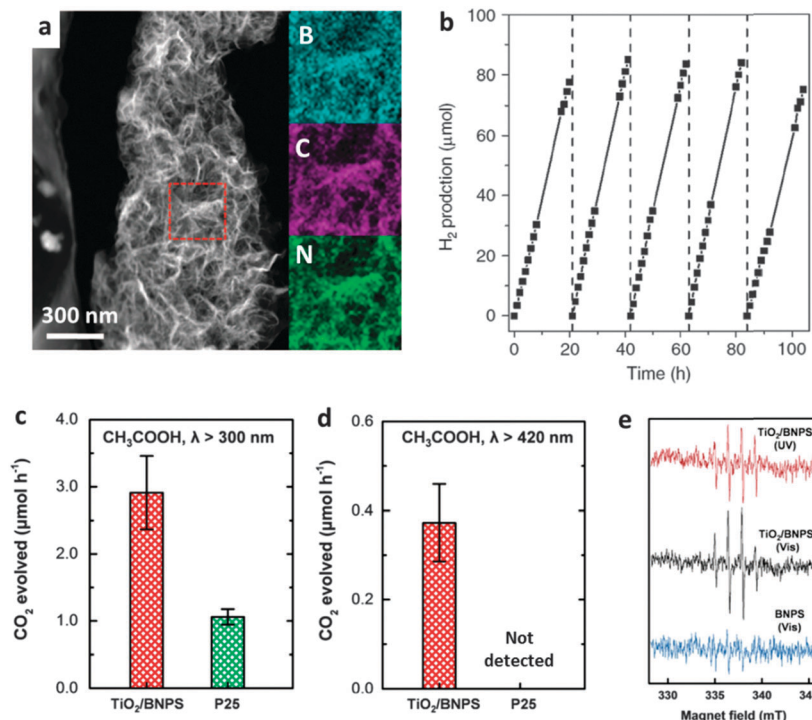 a
B
C
N
300 nm
b
H2 prodction (µmol)
100
80
60
40
20
0
0 20 40 60 80 100
Time (h)
c
CO2 evolved (µmol h-1)
4.0
3.0
2.0
1.0
0.0
CH3COOH, λ > 300 nm
TiO2/BNPS P25
d
CO2 evolved (µmol h-1)
0.6
0.4
0.2
0.0
CH3COOH, λ > 420 nm
Not
detected
TiO2/BNPS P25
e
TiO2/BNPS
(UV)
TiO2/BNPS
(Vis)
BNPS
(Vis)
330 335 340
Magnet field (mT)